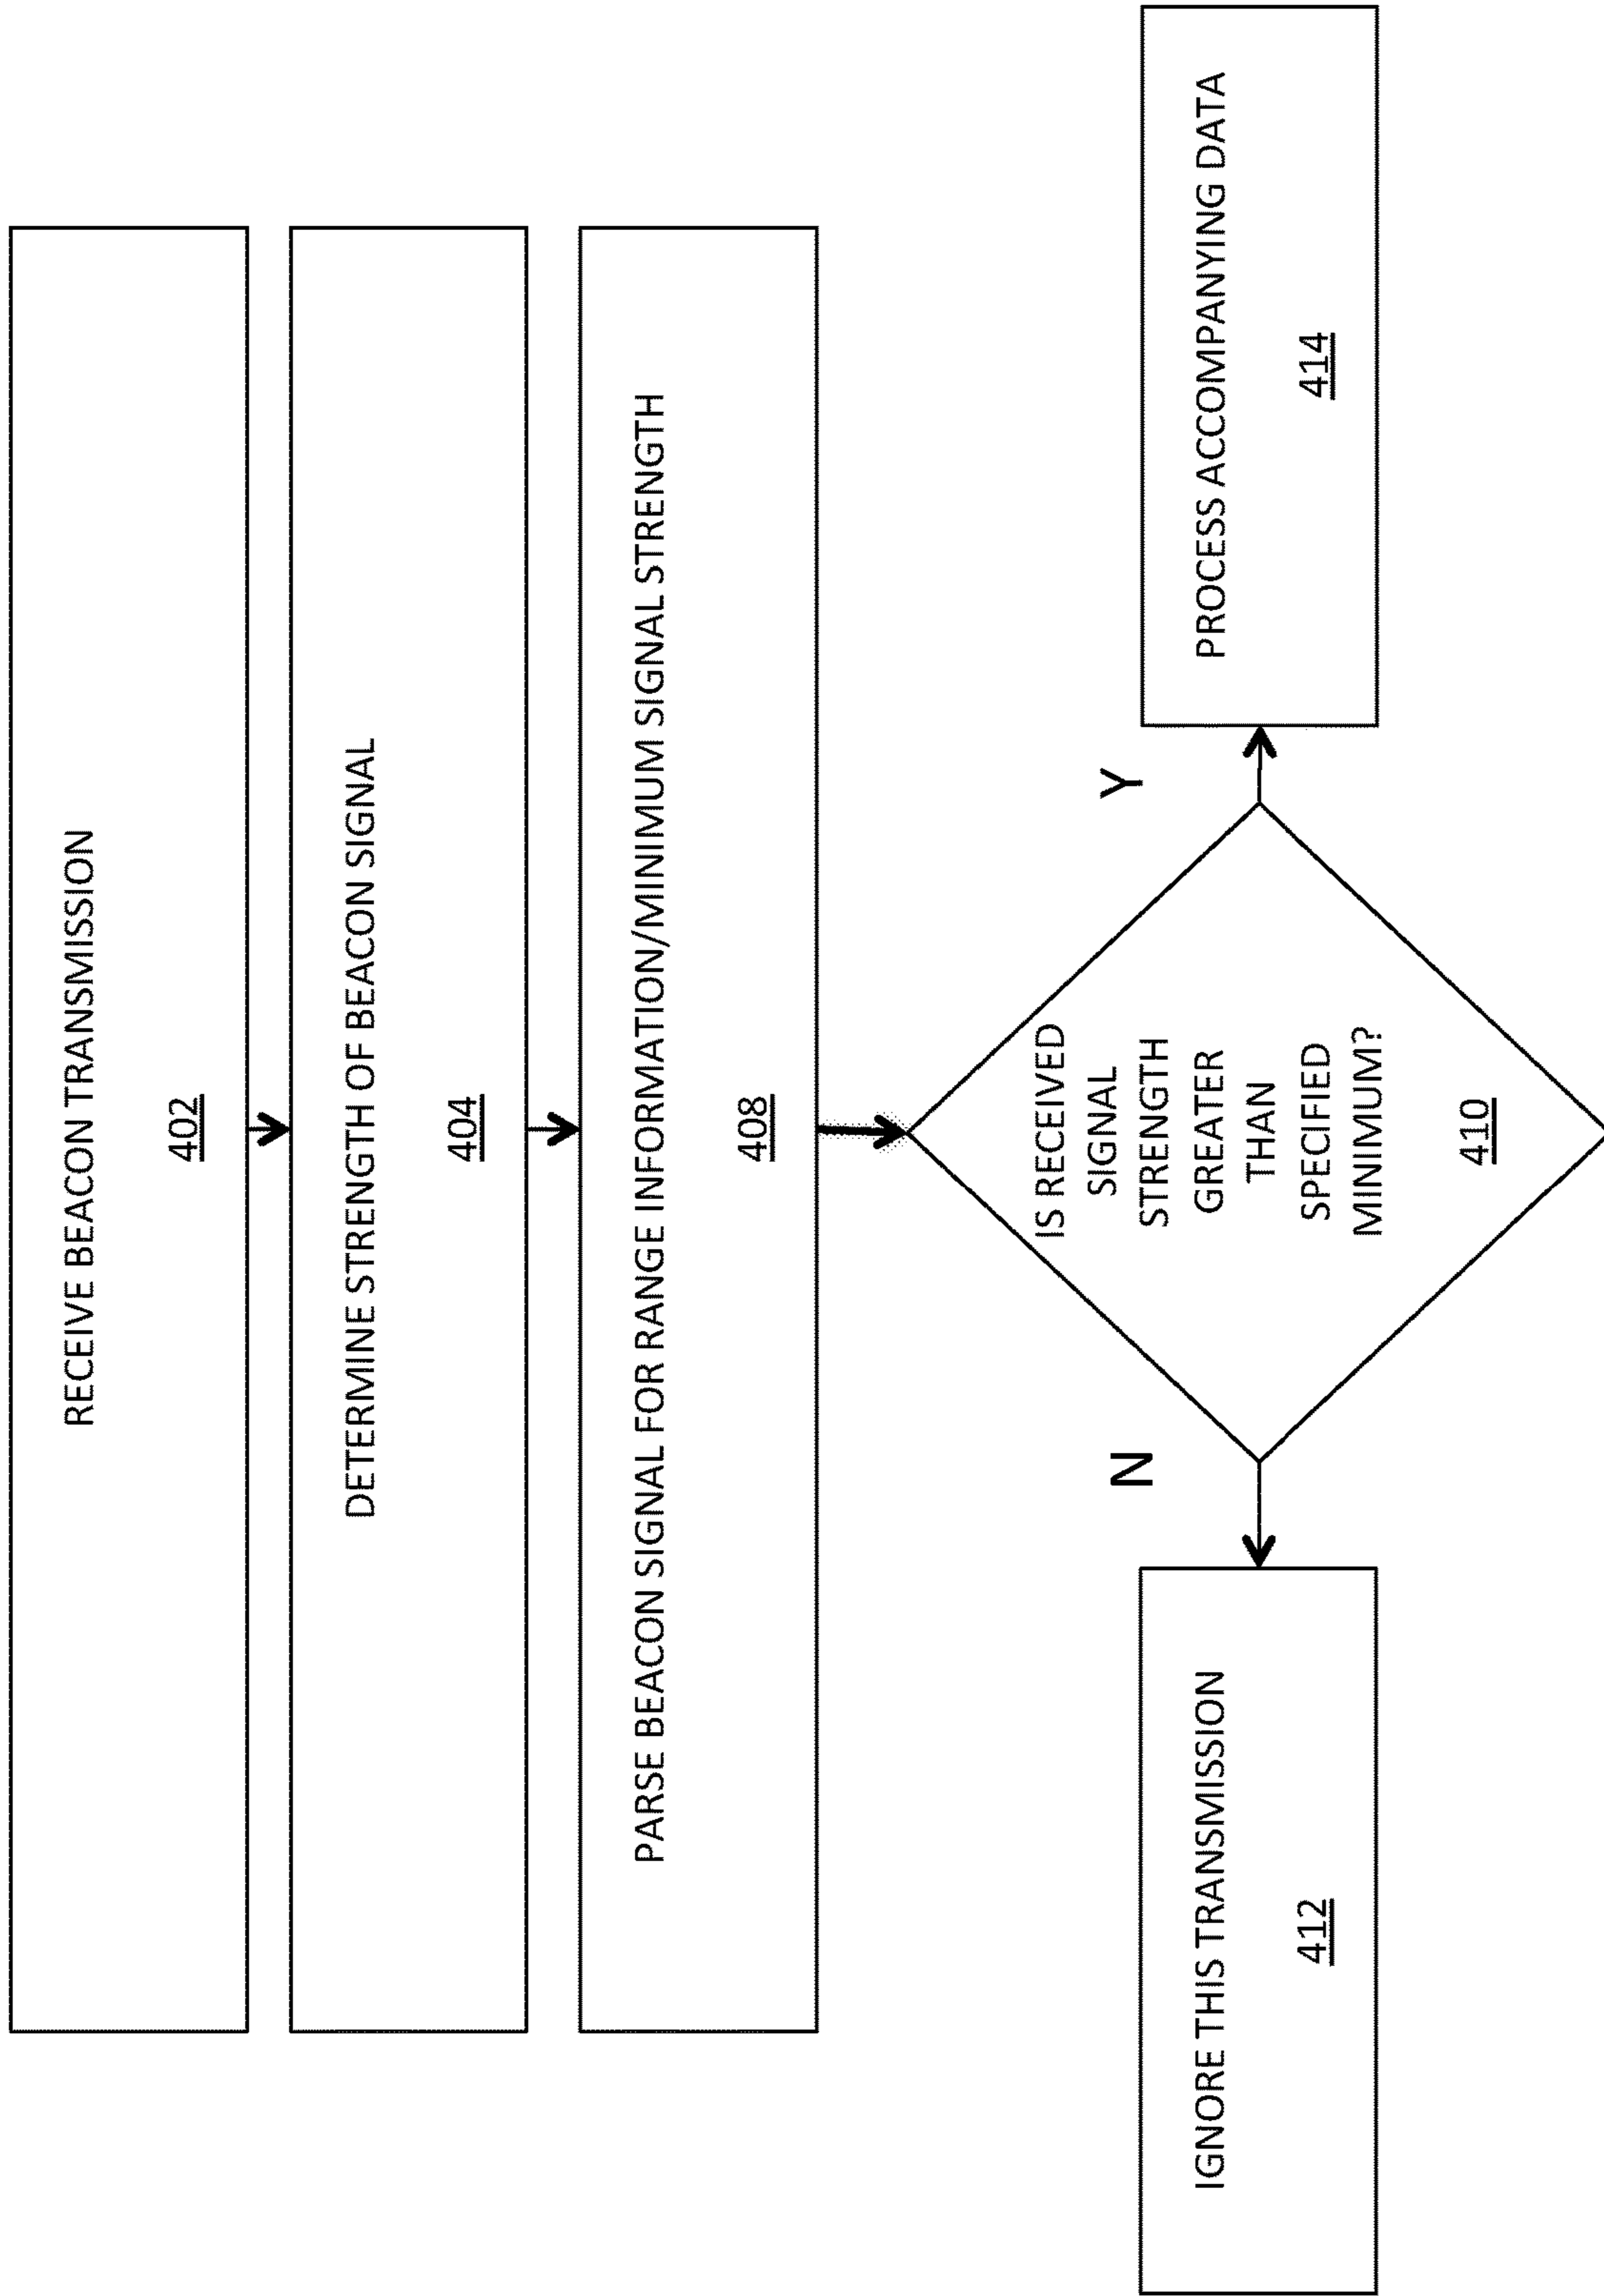 RECEIVE BEACON TRANSMISSION
402
DETERMINE STRENGTH OF BEACON SIGNAL
404
PARSE BEACON SIGNAL FOR RANGE INFORMATION/MINIMUM SIGNAL STRENGTH
408
IS RECEIVED
SIGNAL
STRENGTH
GREATER
THAN
SPECIFIED
MINIMUM?
410
N
Y
IGNORE THIS TRANSMISSION
412
PROCESS ACCOMPANYING DATA
414